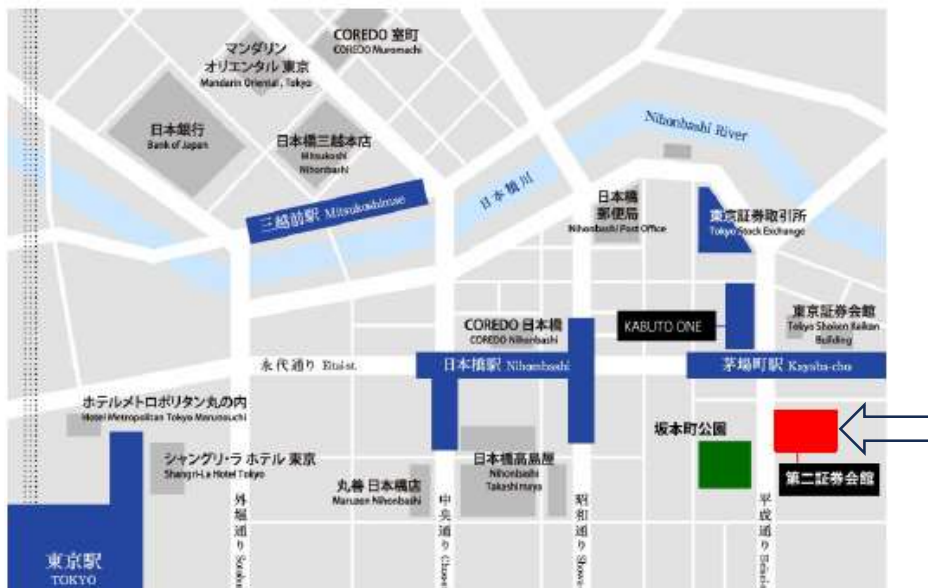 COREDO 室町
COREDO Muromachi
マンダリン
オリエンタル 東京
Mandarin Oriental, Tokyo
日本銀行
Bank of Japan
日本橋三越本店
Mitsukoshi
Nihonbashi
三越前駅 Mitsukoshimae
日本橋川
Nihonbashi River
日本橋
郵便局
Nihonbashi Post Office
東京証券取引所
Tokyo Stock Exchange
KABUTO ONE
東京証券会館
Tokyo Shoken Kaikan
Building
COREDO 日本橋
COREDO Nihonbashi
永代通り Eitai st.
日本橋駅 Nihombashi
茅場町駅 Kayaba-cho
ホテルメトロポリタン丸の内
Hotel Metropolitan Tokyo Marunouchi
シャングリ・ラ ホテル 東京
Shangri-La Hotel Tokyo
丸善 日本橋店
Maruzen Nihonbashi
日本橋高島屋
Nihonbashi
Takashimaya
坂本町公園
第二証券会館
外堀通り
中央通り
昭和通り
平成通り
東京駅
TOKYO